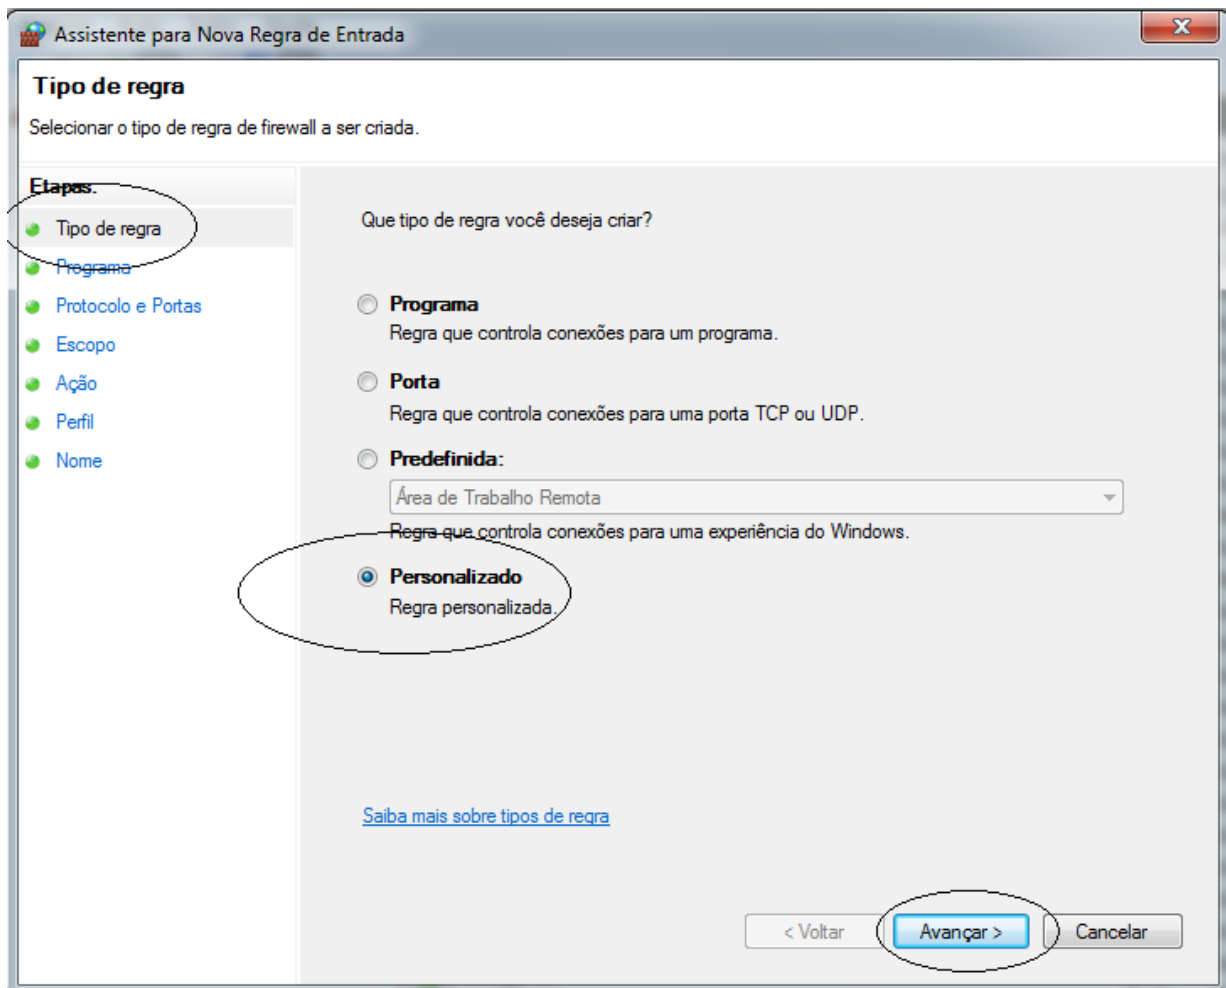 Assistente para Nova Regra de Entrada
Tipo de regra
Selecionar o tipo de regra de firewall a ser criada.
Etapas:
Tipo de regra
Programa
Protocolo e Portas
Escopo
Ação
Perfil
Nome
Que tipo de regra você deseja criar?
Programa
Regra que controla conexões para um programa.
Porta
Regra que controla conexões para uma porta TCP ou UDP.
Predefinida:
Área de Trabalho Remota
Regra que controla conexões para uma experiência do Windows.
Personalizado
Regra personalizada.
Saiba mais sobre tipos de regra
< Voltar
Avançar >
Cancelar